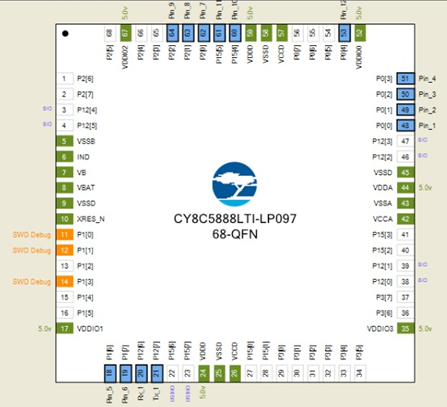 5.0v Pin_9 Pin_8 Pin_7 Pin_11 Pin_10 5.0v Pin_12 5.0v
68 67 66 65 64 63 62 61 60 59 58 57 56 55 54 53 52
P2[5] VDDIO2 P2[4] P2[3] P2[2] P2[1] P2[0] P15[5] P15[4] VDDD VSSD VCCD P0[7] P0[6] P0[5] P0[4] VDDIO0
1 P2[6]
2 P2[7]
SIO 3 P12[4]
SIO 4 P12[5]
5 VSSB
6 IND
7 VB
8 VBAT
9 VSSD
10 XRES_N
SWD Debug 11 P1[0]
SWD Debug 12 P1[1]
13 P1[2]
SWD Debug 14 P1[3]
15 P1[4]
16 P1[5]
5.0v 17 VDDIO1
CY8C5888LTI-LP097
68-QFN
P0[3] 51 Pin_4
P0[2] 50 Pin_3
P0[1] 49 Pin_2
P0[0] 48 Pin_1
P12[3] 47 SIO
P12[2] 46 SIO
VSSD 45
VDDA 44 5.0v
VSSA 43
VCCA 42
P15[3] 41
P15[2] 40
P12[1] 39 SIO
P12[0] 38 SIO
P3[7] 37
P3[6] 36
VDDIO3 35 5.0v
P1[6] P1[7] P12[6] P12[7] P15[6] P15[7] VDDD VSSD VCCD P15[0] P15[1] P3[0] P3[1] P3[2] P3[3] P3[4] P3[5]
18 19 20 21 22 23 24 25 26 27 28 29 30 31 32 33 34
Pin_5 Pin_6 Rx_1 Tx_1 5.0v